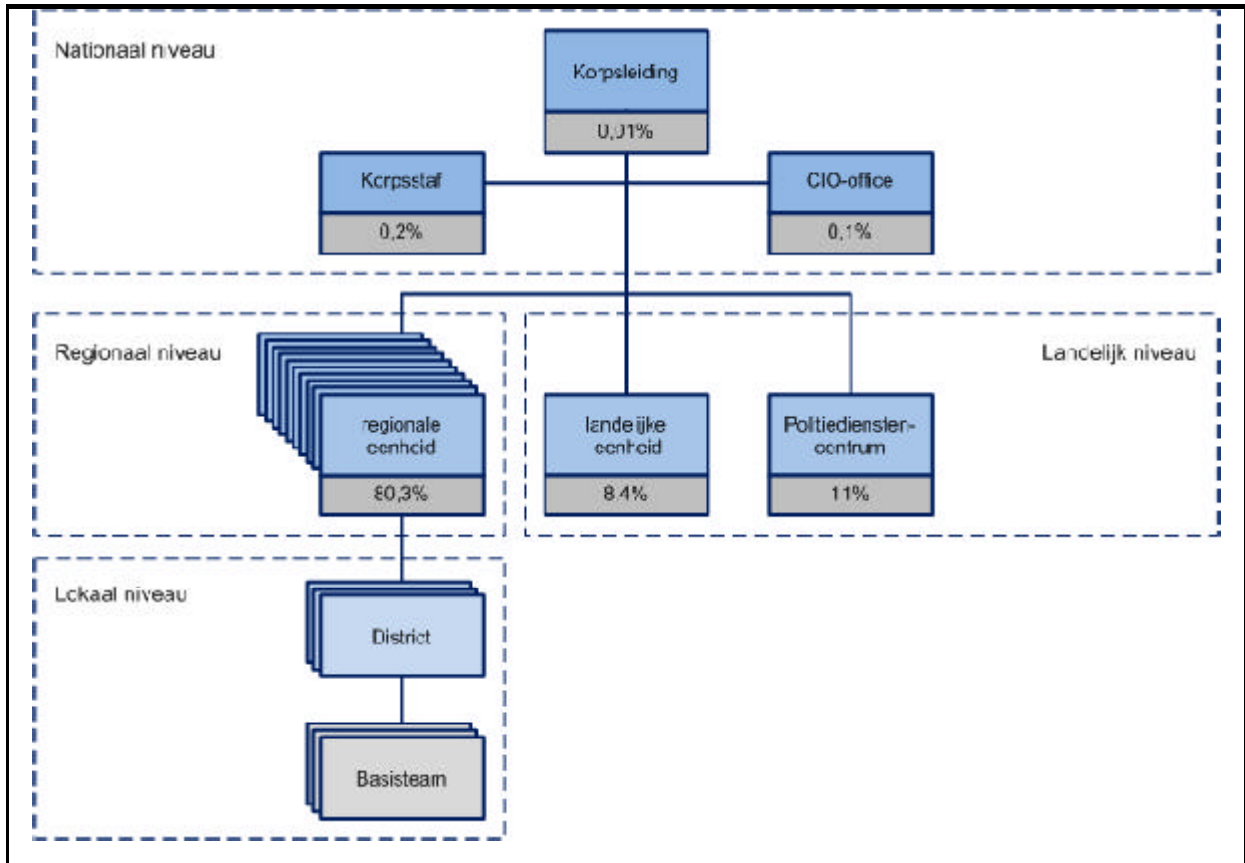 Nationaal niveau
Korpsleiding
0,01%
Korpsstaf
0,2%
CIO-office
0,1%
Regionaal niveau
Landelijk niveau
regionale
eenheid
80,3%
landelijke
eenheid
8,4%
Politiediensten-
centrum
11%
Lokaal niveau
District
Basisteam